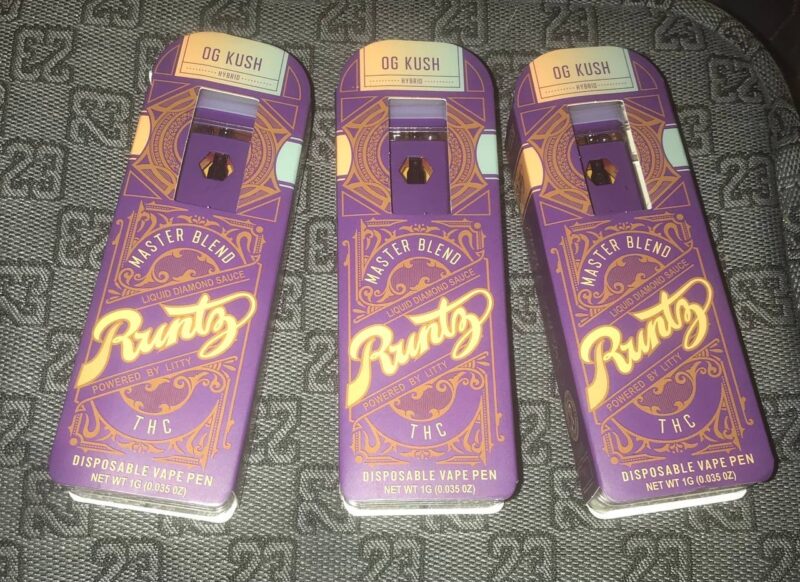 OG KUSH
HYBRID
MASTER BLEND
LIQUID DIAMOND SAUCE
Runtz
POWERED BY LITTY
THC
DISPOSABLE VAPE PEN
NET WT 1G (0.035 OZ)
OG KUSH
HYBRID
MASTER BLEND
LIQUID DIAMOND SAUCE
Runtz
POWERED BY LITTY
THC
DISPOSABLE VAPE PEN
NET WT 1G (0.035 OZ)
OG KUSH
HYBRID
MASTER BLEND
LIQUID DIAMOND SAUCE
Runtz
POWERED BY LITTY
THC
DISPOSABLE VAPE PEN
NET WT 1G (0.035 OZ)
23